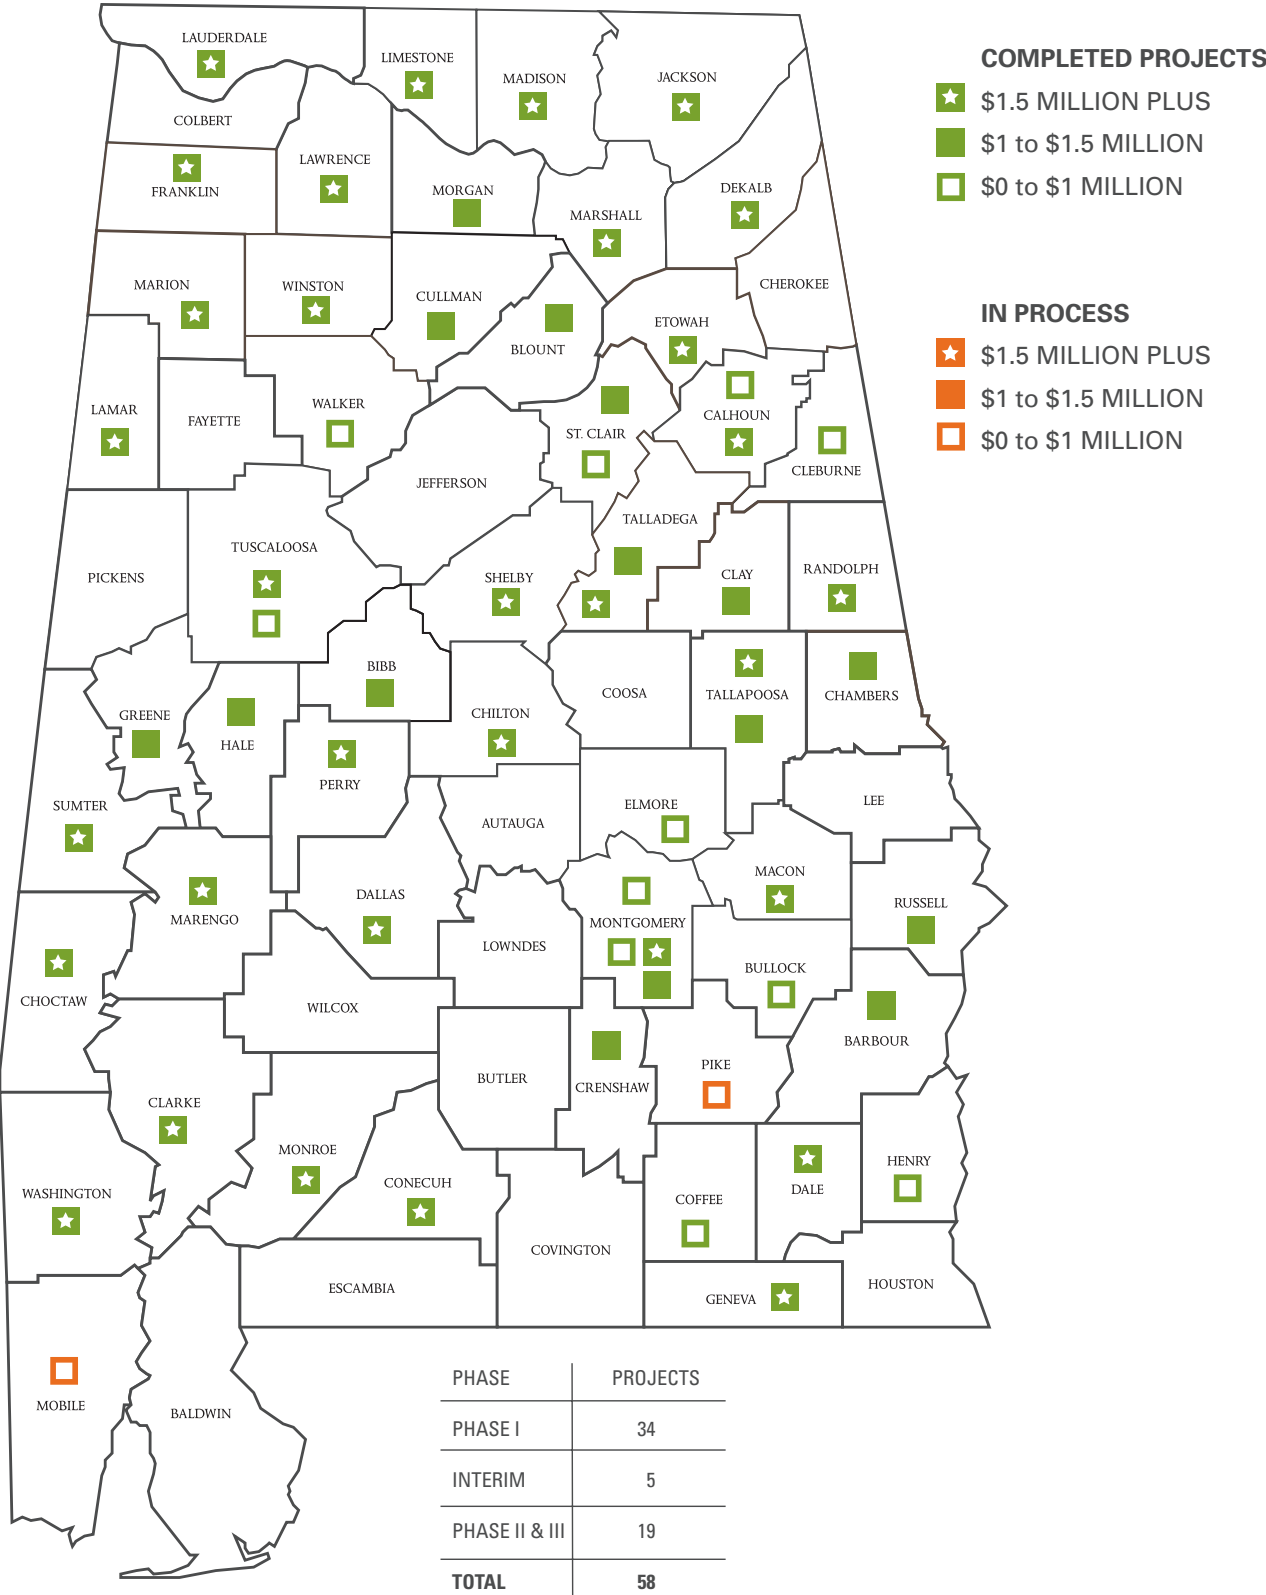 LAUDERDALE
LIMESTONE
MADISON
JACKSON
COLBERT
LAWRENCE
FRANKLIN
MORGAN
MARSHALL
DEKALB
MARION
WINSTON
CULLMAN
CHEROKEE
ETOWAH
BLOUNT
LAMAR
FAYETTE
WALKER
CALHOUN
ST. CLAIR
CLEBURNE
JEFFERSON
TALLADEGA
TUSCALOOSA
PICKENS
SHELBY
CLAY
RANDOLPH
BIBB
COOSA
TALLAPOOSA
CHAMBERS
GREENE
HALE
CHILTON
PERRY
SUMTER
AUTAUGA
ELMORE
LEE
MACON
DALLAS
MARENGO
MONTGOMERY
RUSSELL
LOWNDES
BULLOCK
CHOCTAW
WILCOX
BARBOUR
BUTLER
CRENSHAW
PIKE
CLARKE
MONROE
CONECUH
WASHINGTON
COFFEE
DALE
HENRY
COVINGTON
ESCAMBIA
GENEVA
HOUSTON
MOBILE
BALDWIN
COMPLETED PROJECTS
$1.5 MILLION PLUS
$1 to $1.5 MILLION
$0 to $1 MILLION
IN PROCESS
$1.5 MILLION PLUS
$1 to $1.5 MILLION
$0 to $1 MILLION
PHASE PROJECTS
PHASE I 34
INTERIM 5
PHASE II & III 19
TOTAL 58